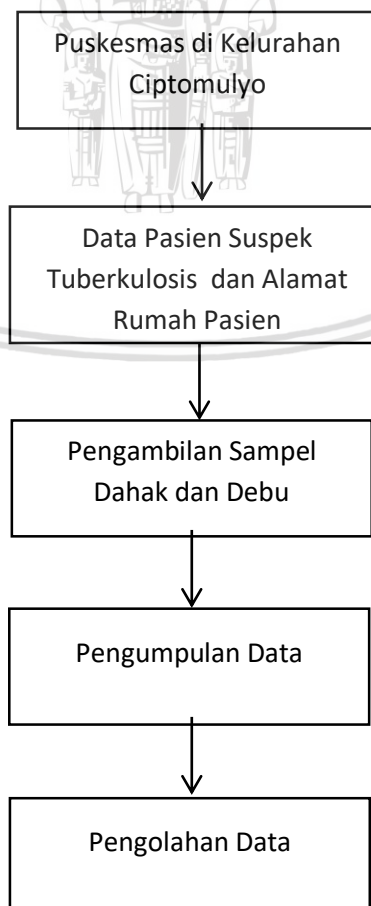 Puskesmas di Kelurahan
Ciptomulyo
Data Pasien Suspek
Tuberkulosis dan Alamat
Rumah Pasien
Pengambilan Sampel
Dahak dan Debu
Pengumpulan Data
Pengolahan Data